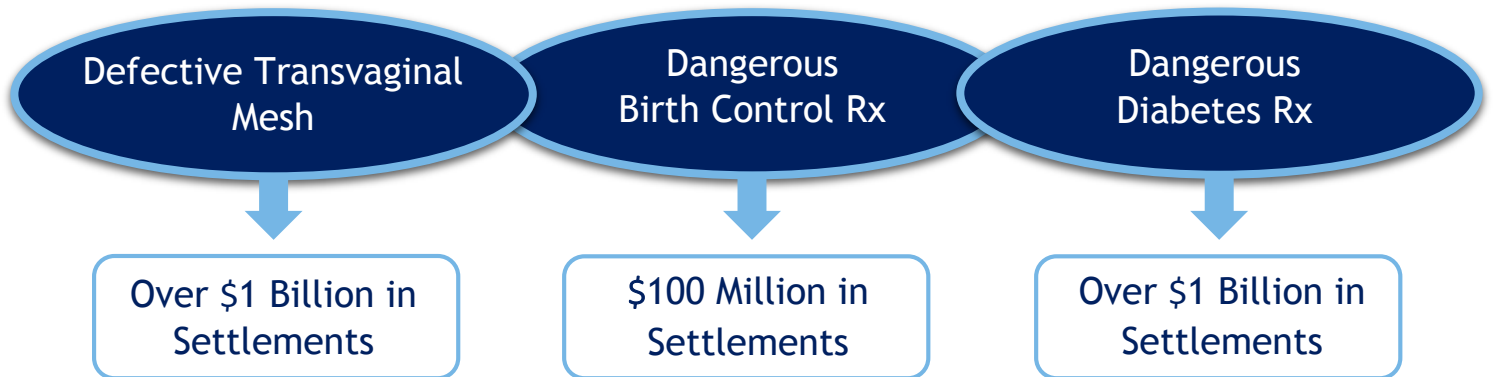 Defective Transvaginal
Mesh
Dangerous
Birth Control Rx
Dangerous
Diabetes Rx
Over $1 Billion in
Settlements
$100 Million in
Settlements
Over $1 Billion in
Settlements